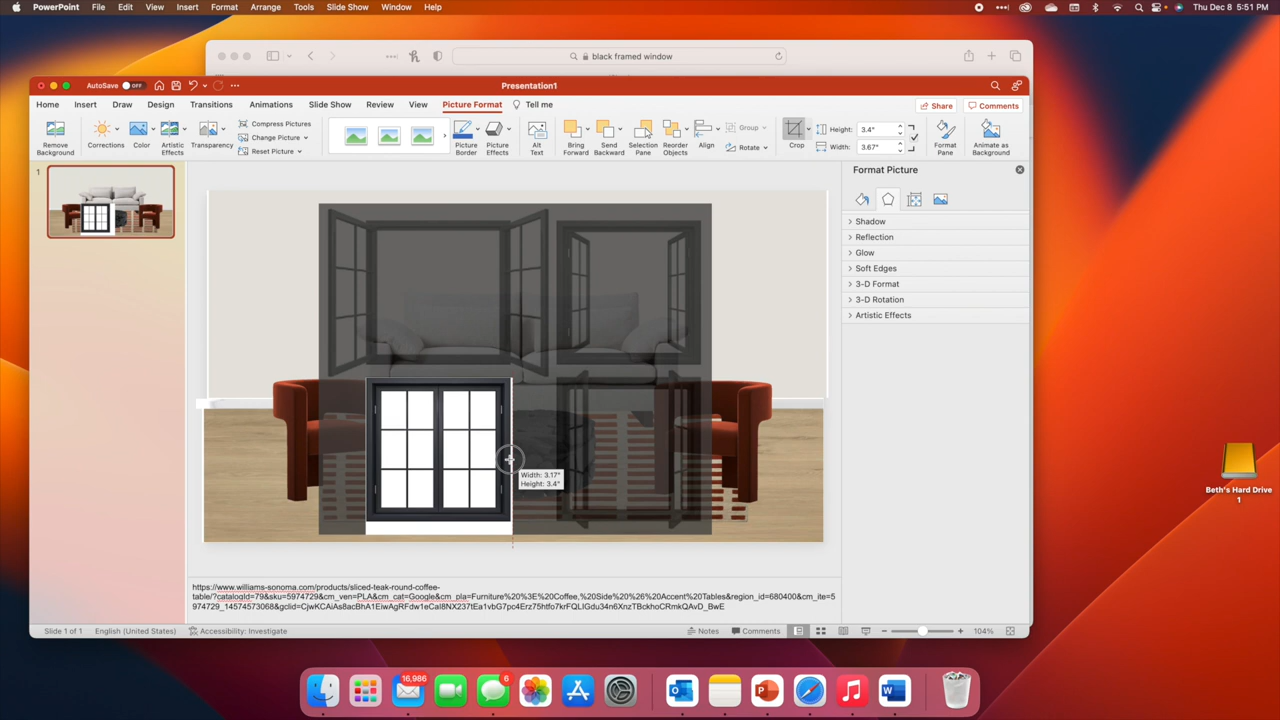 PowerPoint File Edit View Insert Format Arrange Tools Slide Show Window Help Thu Dec 8 5:51 PM
black framed window
AutoSave OFF Presentation1
Home Insert Draw Design Transitions Animations Slide Show Review View Picture Format Tell me Share Comments
Remove Background
Corrections
Color
Artistic Effects
Transparency
Compress Pictures
Change Picture
Reset Picture
Picture Border
Picture Effects
Alt Text
Bring Forward
Send Backward
Selection Pane
Reorder Objects
Align
Group
Rotate
Crop
Height: 3.4"
Width: 3.67"
Format Pane
Animate as Background
1
Format Picture
Shadow
Reflection
Glow
Soft Edges
3-D Format
3-D Rotation
Artistic Effects
Width: 3.17"
Height: 3.4"
Beth's Hard Drive
1
https://www.williams-sonoma.com/products/sliced-teak-round-coffee-
table/?catalogId=79&sku=5974729&cm_ven=PLA&cm_cat=Google&cm_pla=Furniture%20%3E%20Coffee,%20Side%20%26%20Accent%20Tables&region_id=680400&cm_ite=5
974729_14574573068&gclid=CjwKCAiAs8acBhA1EiwAgRFdw1eCaI8NX237tEa1vbG7pc4Erz75htfo7krFQLIGdu34n6XnzTBckhoCRmkQAvD_BwE
Slide 1 of 1 English (United States) Accessibility: Investigate Notes Comments 104%
16,986
6